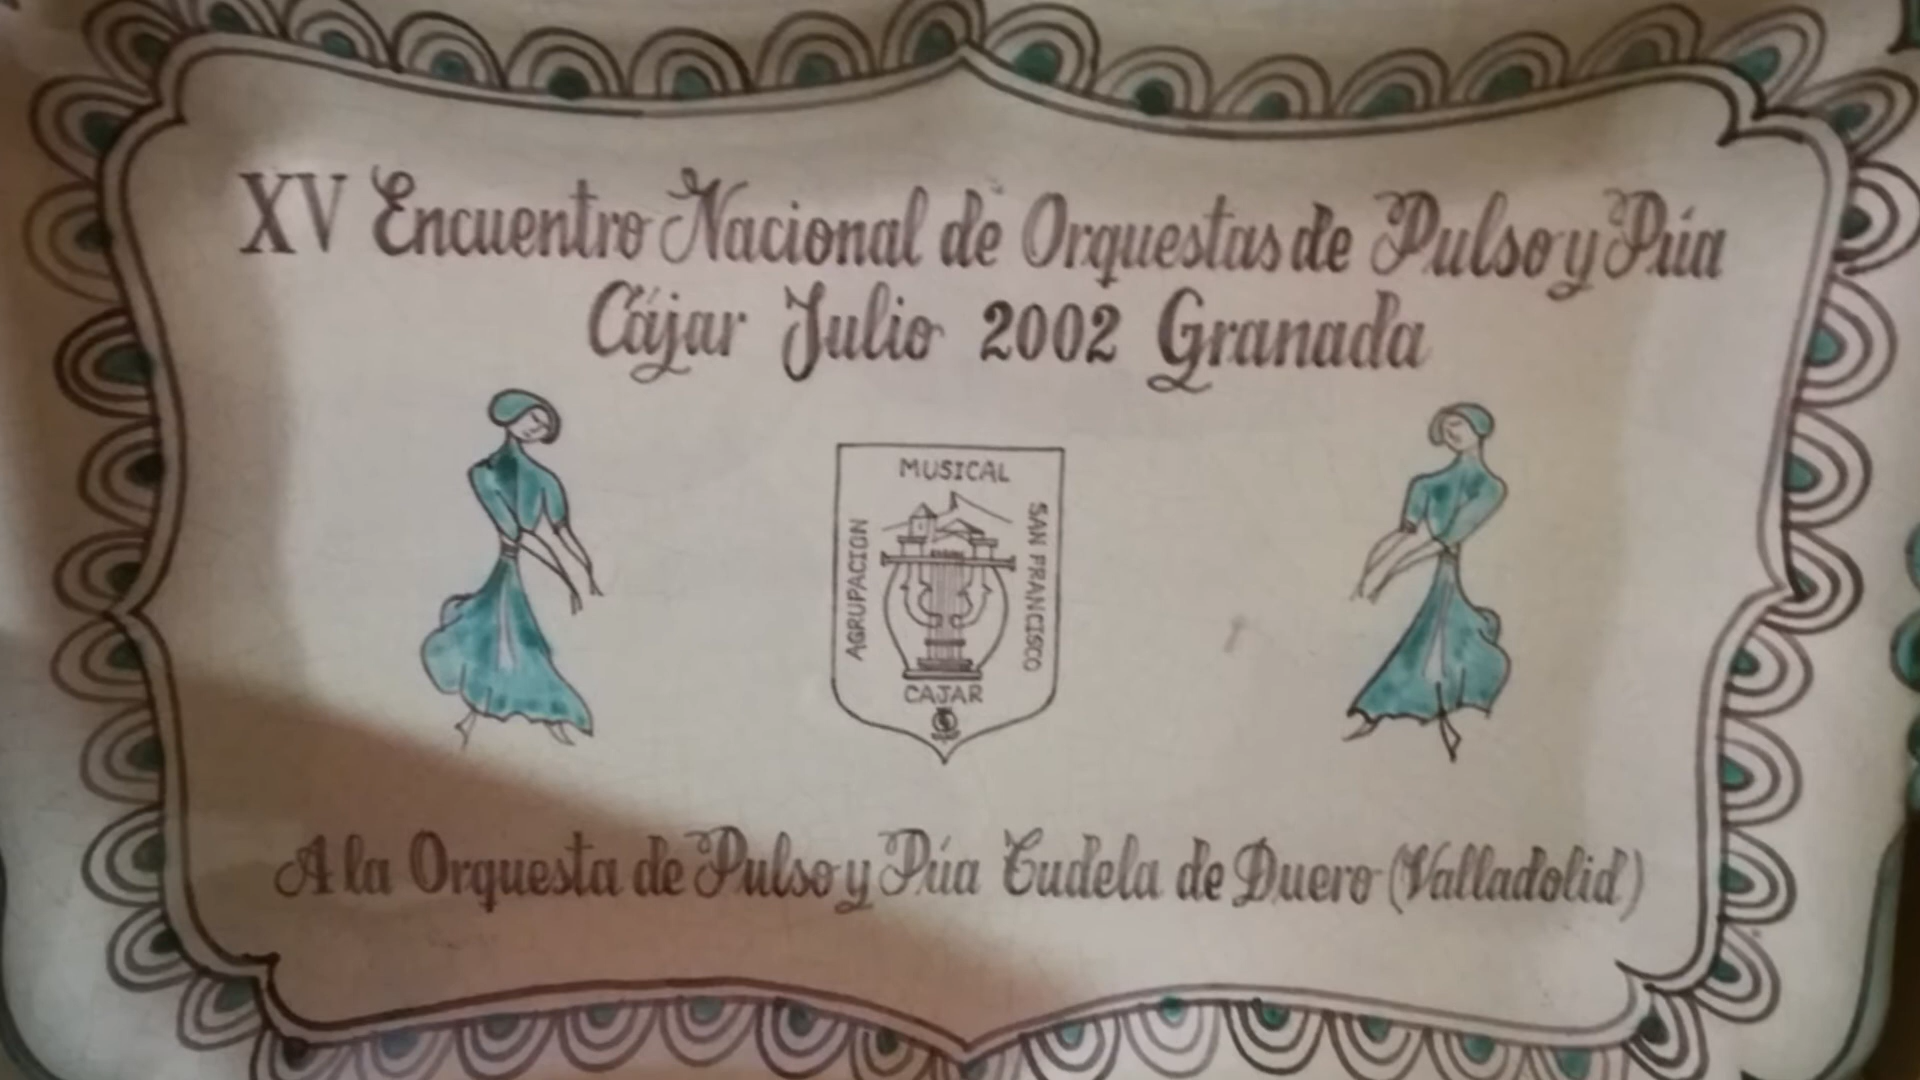 XV Encuentro Nacional de Orquestas de Pulso y Púa
Cájar Julio 2002 Granada
MUSICAL
AGRUPACION
SAN FRANCISCO
CAJAR
A la Orquesta de Pulso y Púa Tudela de Duero (Valladolid)